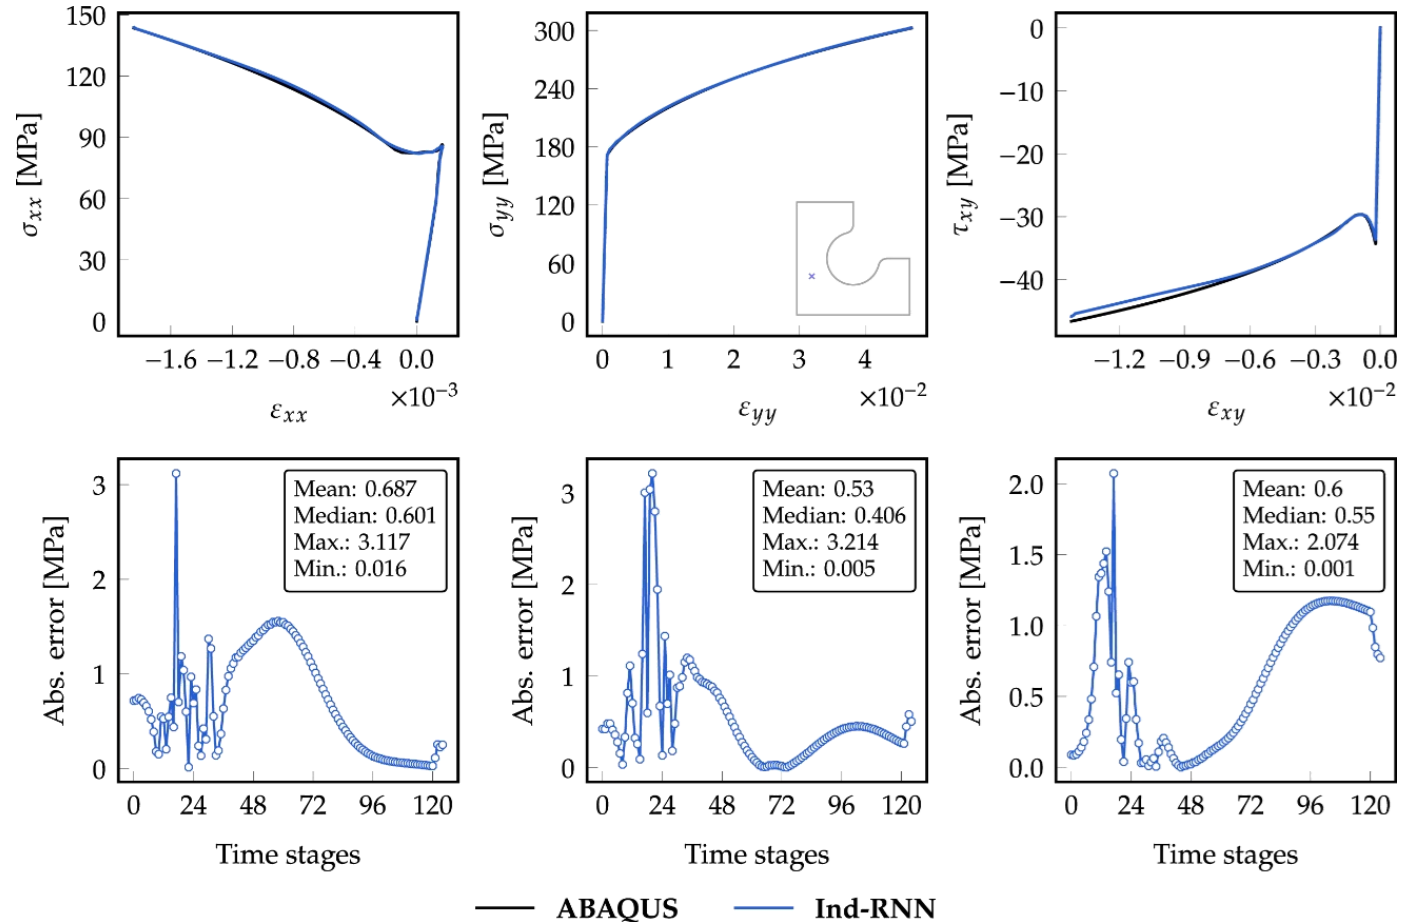 150
120
90
60
30
0
σxx [MPa]
−1.6 −1.2 −0.8 −0.4 0.0
×10−3
εxx
300
240
180
120
60
0
σyy [MPa]
0 1 2 3 4
×10−2
εyy
0
−10
−20
−30
−40
τxy [MPa]
−1.2 −0.9 −0.6 −0.3 0.0
×10−2
εxy
3
2
1
0
Abs. error [MPa]
Mean: 0.687
Median: 0.601
Max.: 3.117
Min.: 0.016
0 24 48 72 96 120
Time stages
3
2
1
0
Abs. error [MPa]
Mean: 0.53
Median: 0.406
Max.: 3.214
Min.: 0.005
0 24 48 72 96 120
Time stages
2.0
1.5
1.0
0.5
0.0
Abs. error [MPa]
Mean: 0.6
Median: 0.55
Max.: 2.074
Min.: 0.001
0 24 48 72 96 120
Time stages
ABAQUS Ind-RNN